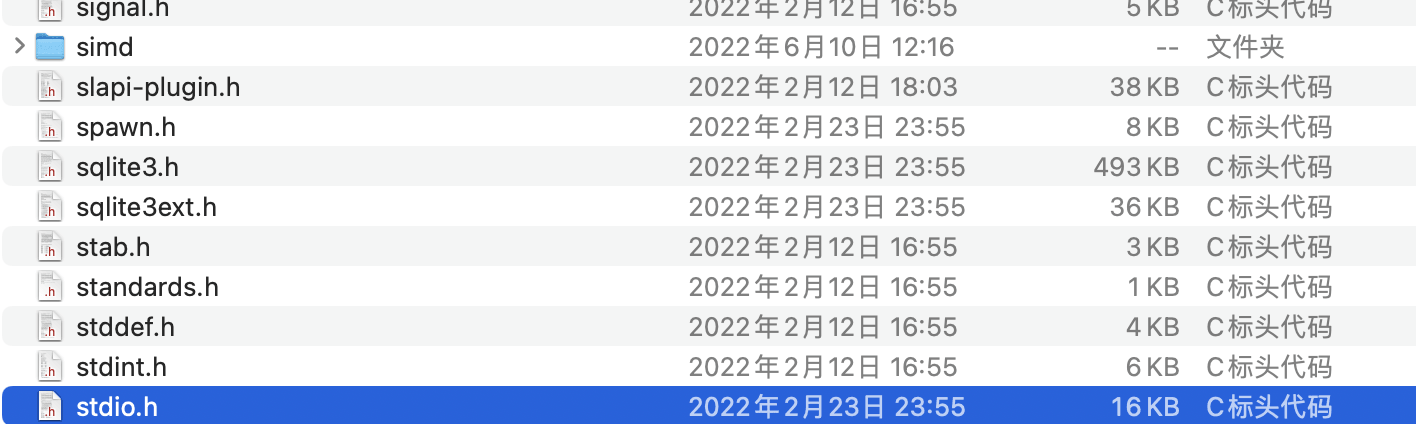 signal.h 2022年2月12日 16:55 5 KB C标头代码
simd 2022年6月10日 12:16 -- 文件夹
slapi-plugin.h 2022年2月12日 18:03 38 KB C标头代码
spawn.h 2022年2月23日 23:55 8 KB C标头代码
sqlite3.h 2022年2月23日 23:55 493 KB C标头代码
sqlite3ext.h 2022年2月23日 23:55 36 KB C标头代码
stab.h 2022年2月12日 16:55 3 KB C标头代码
standards.h 2022年2月12日 16:55 1 KB C标头代码
stddef.h 2022年2月12日 16:55 4 KB C标头代码
stdint.h 2022年2月12日 16:55 6 KB C标头代码
stdio.h 2022年2月23日 23:55 16 KB C标头代码